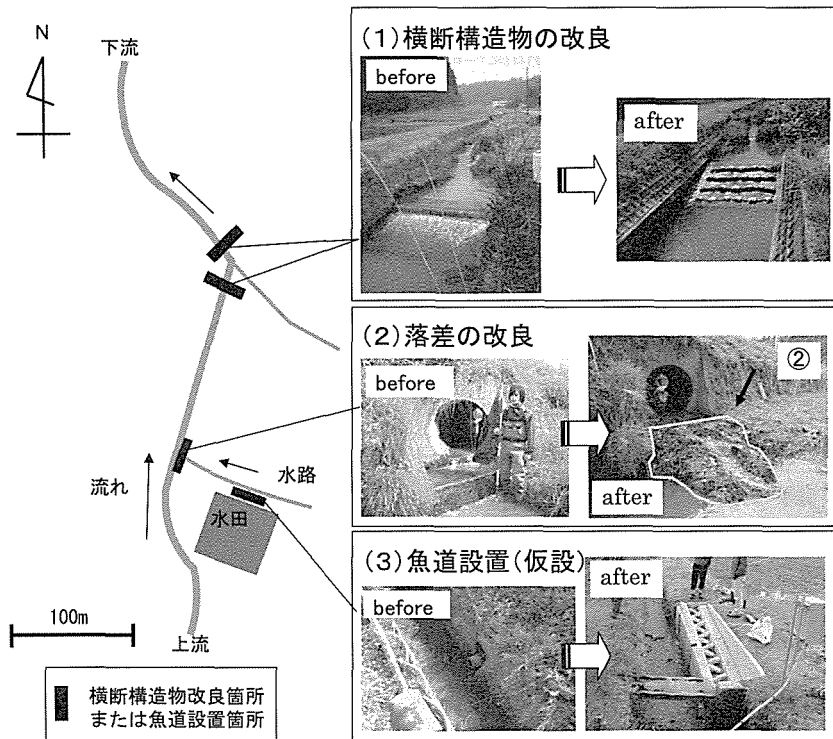 N
下流
流れ
水路
水田
100m
上流
横断構造物改良箇所
または魚道設置箇所
(1)横断構造物の改良
before
after
(2)落差の改良
before
②
after
(3)魚道設置(仮設)
before
after